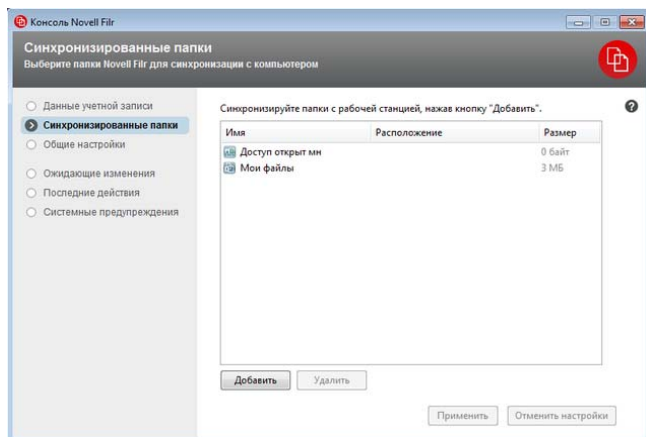 Консоль Novell Filr
Синхронизированные папки
Выберите папки Novell Filr для синхронизации с компьютером
Данные учетной записи
Синхронизированные папки
Общие настройки
Ожидающие изменения
Последние действия
Системные предупреждения
Синхронизируйте папки с рабочей станцией, нажав кнопку "Добавить".
?
Имя Расположение Размер
Доступ открыт мн 0 байт
Мои файлы 3 МБ
Добавить Удалить
Применить Отменить настройки